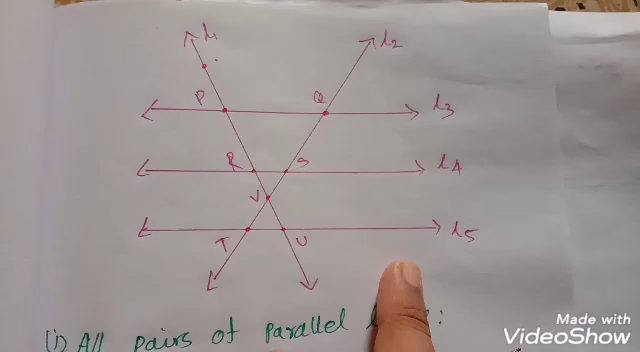 l1 l2
P Q l3
R S l4
V
T U l5
(i) All pairs of parallel :
Made with
VideoShow